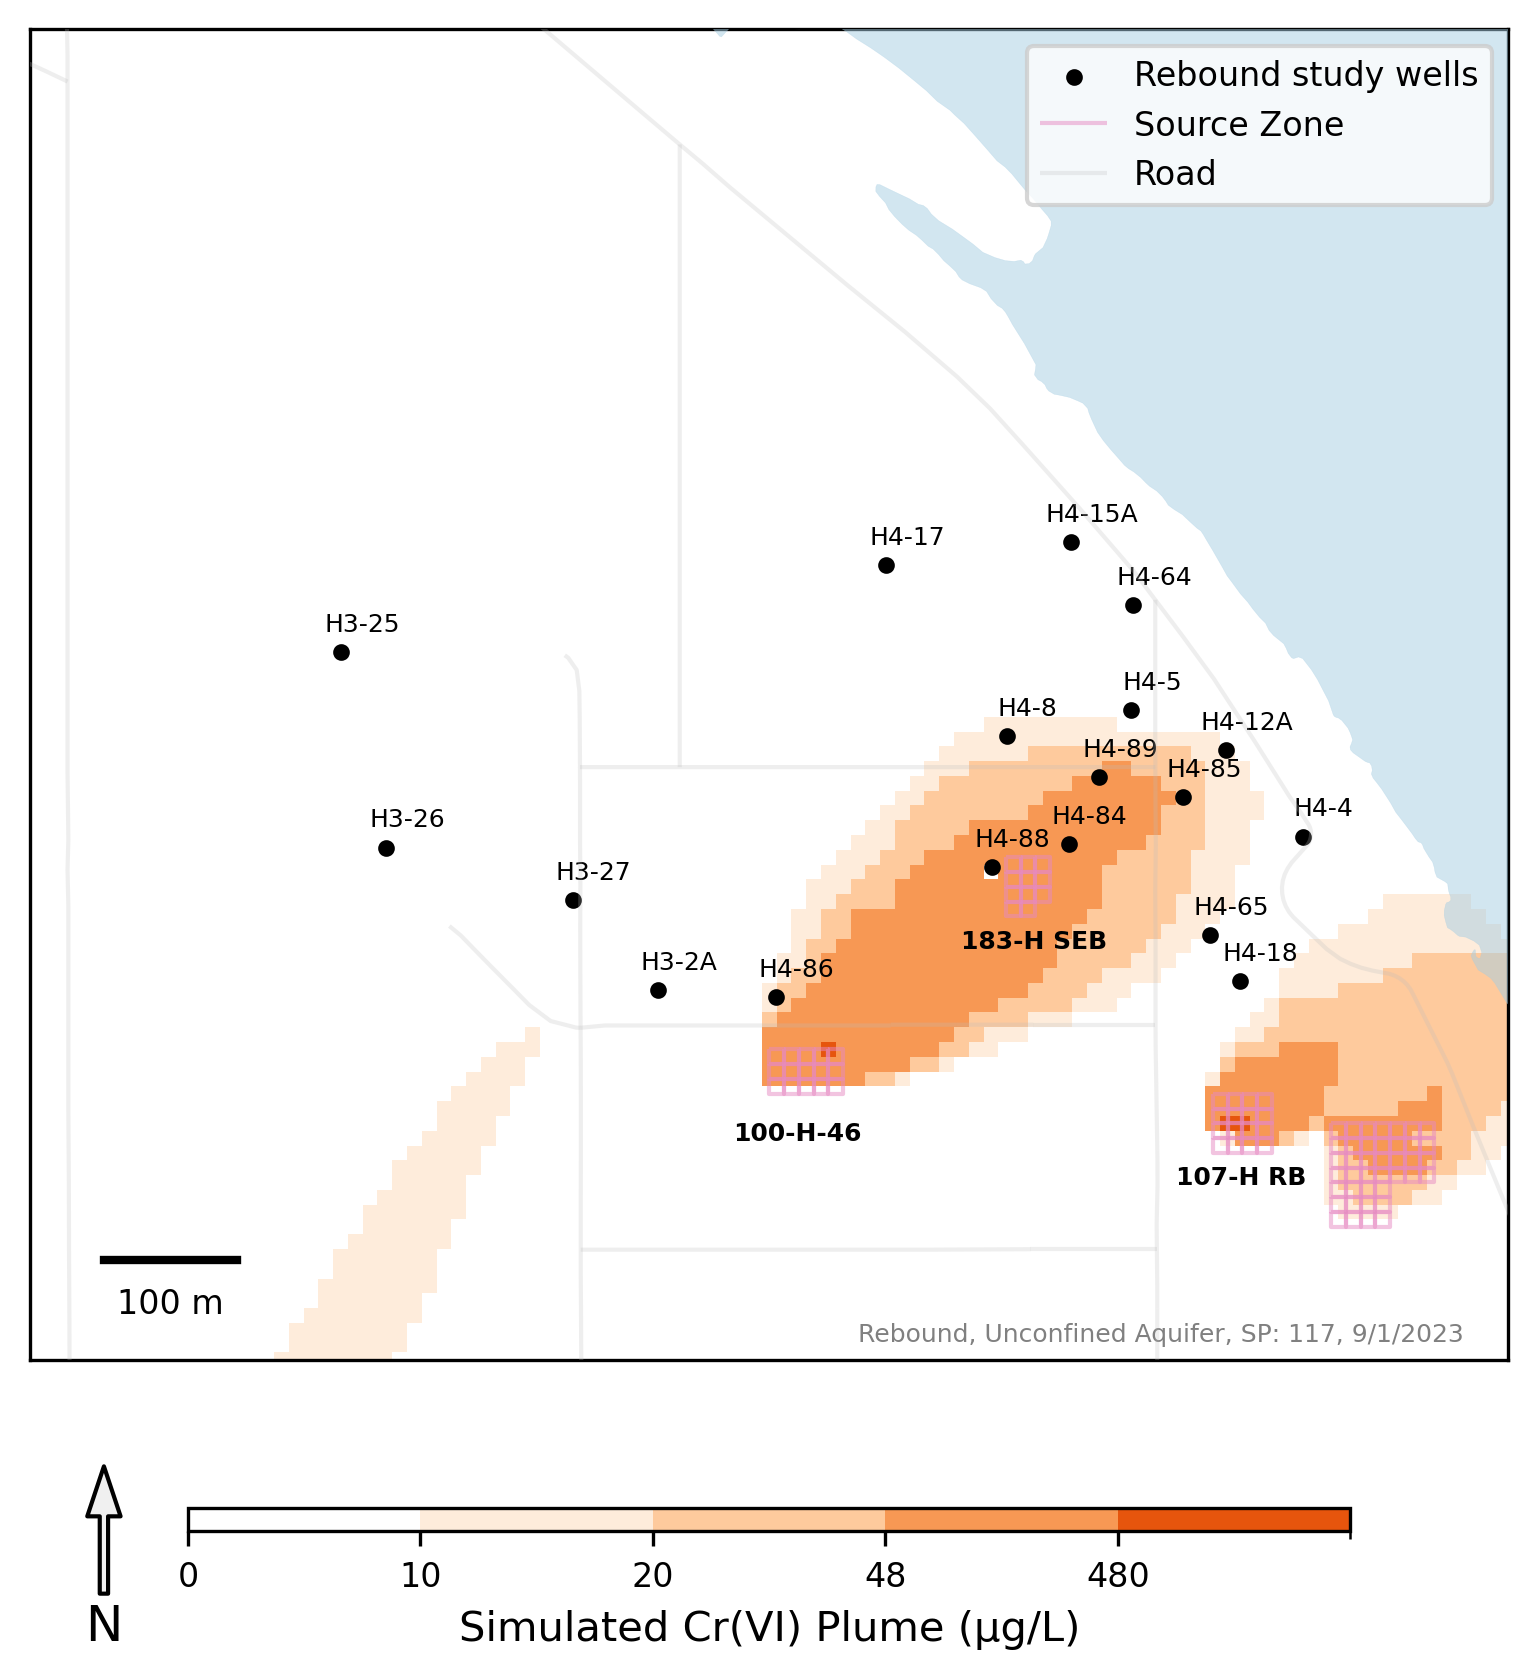 Rebound study wells
Source Zone
Road
H4-15A
H4-17
H4-64
H3-25
H4-5
H4-8
H4-12A
H4-89
H4-85
H4-4
H3-26
H4-84
H4-88
H3-27
H4-65
183-H SEB
H4-18
H3-2A
H4-86
100-H-46
107-H RB
100 m
Rebound, Unconfined Aquifer, SP: 117, 9/1/2023
0 10 20 48 480
N
Simulated Cr(VI) Plume (μg/L)